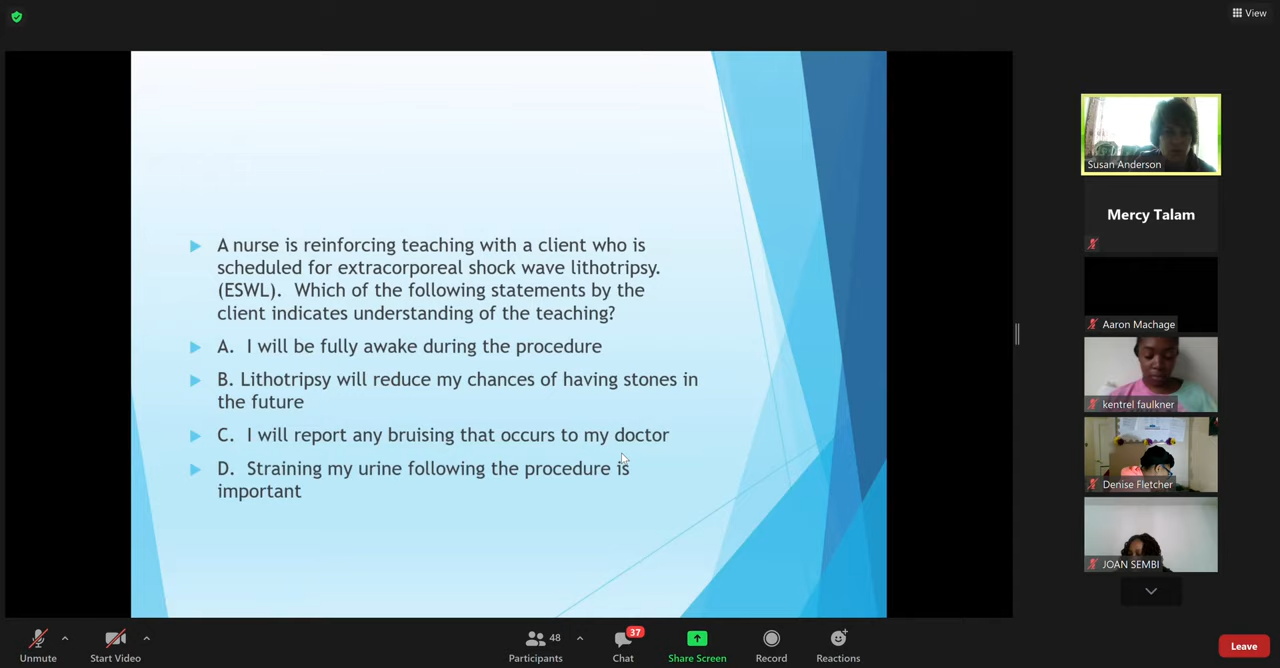 View
A nurse is reinforcing teaching with a client who is
scheduled for extracorporeal shock wave lithotripsy.
(ESWL).  Which of the following statements by the
client indicates understanding of the teaching?
A.  I will be fully awake during the procedure
B. Lithotripsy will reduce my chances of having stones in
the future
C.  I will report any bruising that occurs to my doctor
D.  Straining my urine following the procedure is
important
Susan Anderson
Mercy Talam
Aaron Machage
kentrel faulkner
Denise Fletcher
JOAN SEMBI
Unmute
Start Video
48
Participants
37
Chat
Share Screen
Record
Reactions
Leave